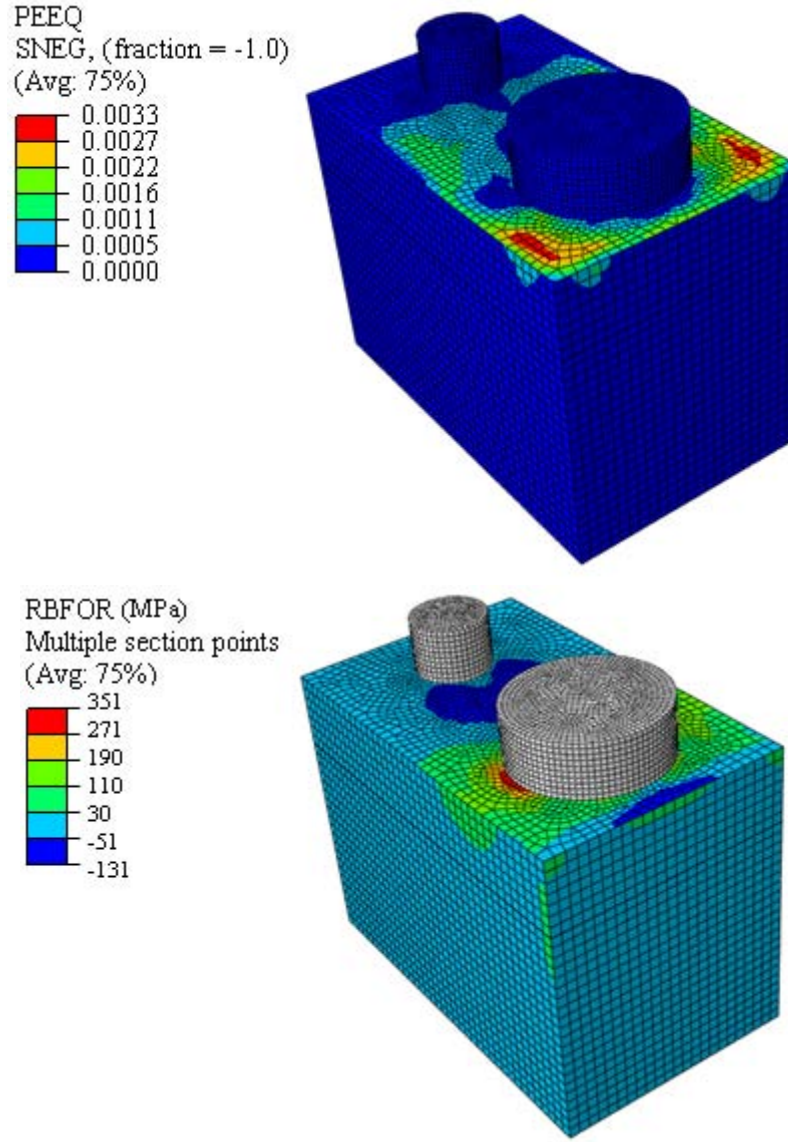 PEEQ
SNEG, (fraction = -1.0)
(Avg: 75%)
0.0033
0.0027
0.0022
0.0016
0.0011
0.0005
0.0000
RBFOR (MPa)
Multiple section points
(Avg: 75%)
351
271
190
110
30
-51
-131